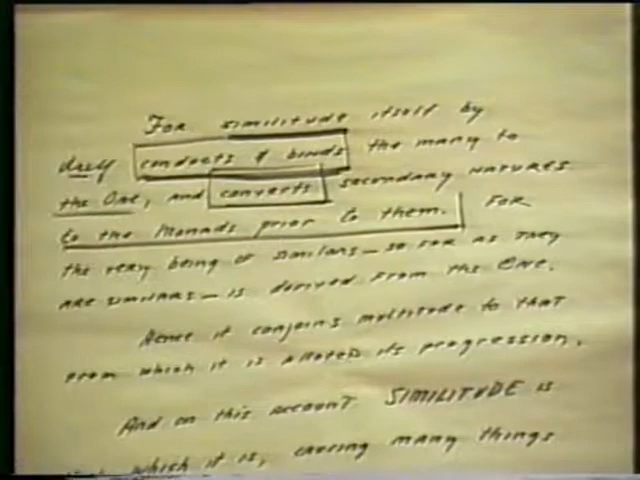 For similitude itself by
itself conducts & binds the many to
the One, and converts secondary natures
to the Monads prior to them. For
the very being of similars — so far as they
are similars — is derived from the One.
Hence it conjoins multitude to that
from which it is allotted its progression.
And on this account SIMILITUDE is
which it is, causing many things